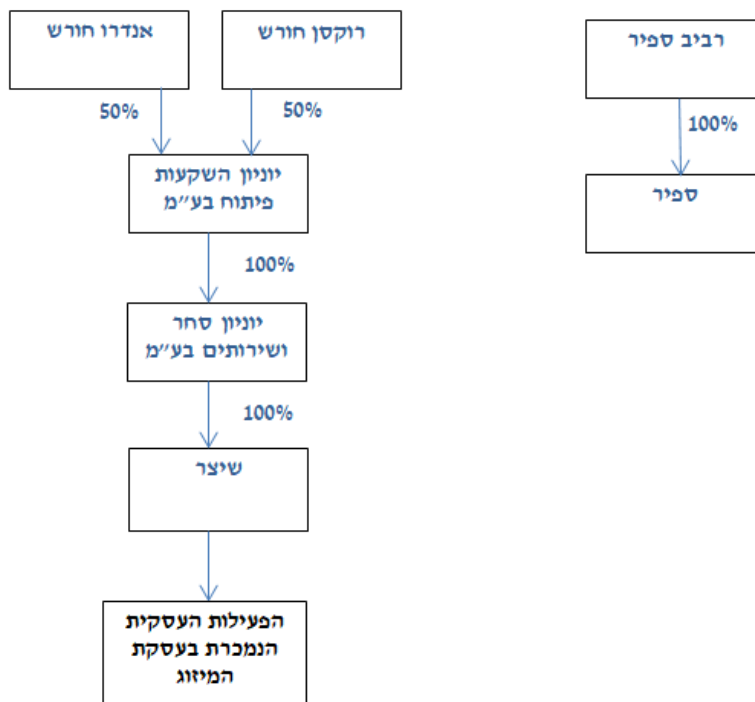 אנדרו חורש
רוקסן חורש
רביב ספיר
50%
50%
100%
יוניון השקעות
פיתוח בע״מ
ספיר
100%
יוניון סחר
ושירותים בע״מ
100%
שיצר
הפעילות העסקית
הנמכרת בעסקת
המיזוג